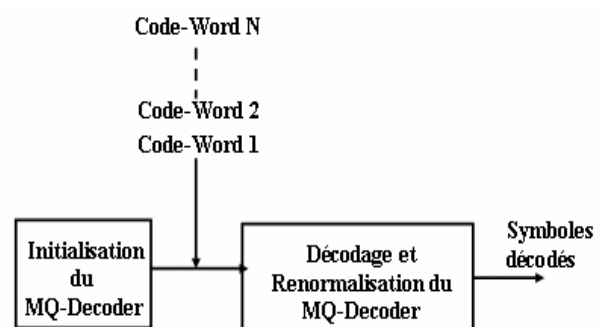 Code-Word N
Code-Word 2
Code-Word 1
Initialisation
du
MQ-Decoder
Décodage et
Renormalisation du
MQ-Decoder
Symboles
décodés